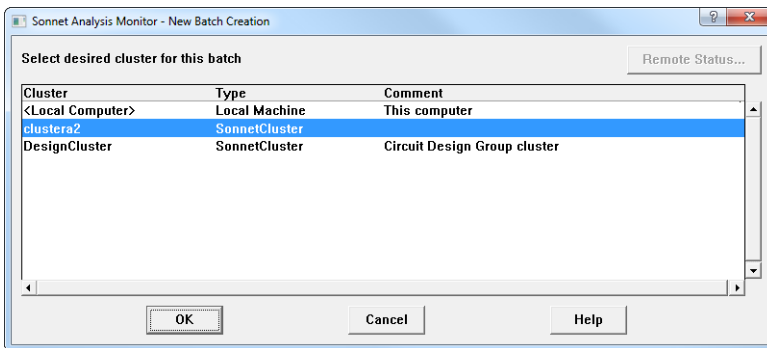 Sonnet Analysis Monitor - New Batch Creation
Select desired cluster for this batch
Remote Status...
Cluster Type Comment
<Local Computer> Local Machine This computer
clustera2 SonnetCluster
DesignCluster SonnetCluster Circuit Design Group cluster
OK Cancel Help